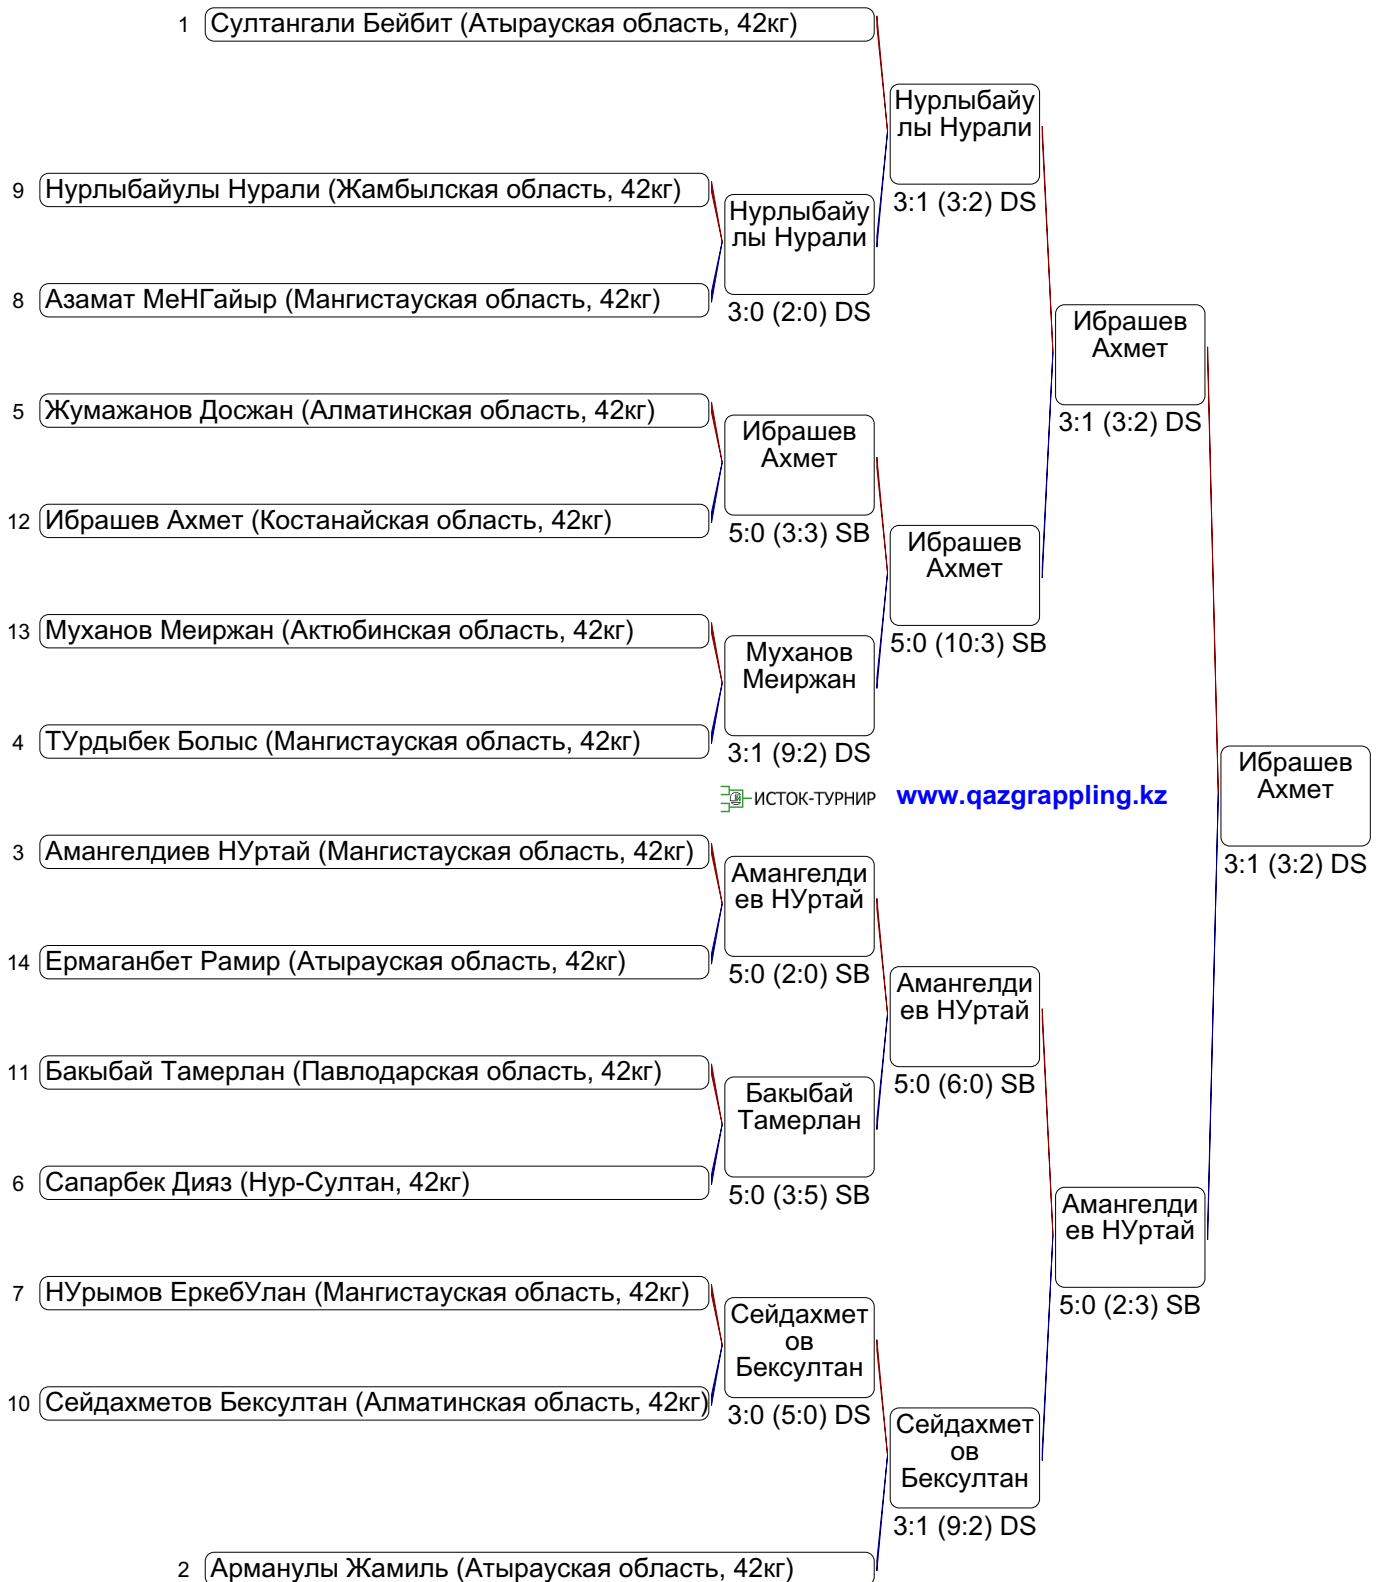 1 Султангали Бейбит (Атырауская область, 42кг)
Нурлыбайу
лы Нурали
3:1 (3:2) DS
9 Нурлыбайулы Нурали (Жамбылская область, 42кг)
Нурлыбайу
лы Нурали
3:0 (2:0) DS
8 Азамат МеНГайыр (Мангистауская область, 42кг)
Ибрашев
Ахмет
3:1 (3:2) DS
5 Жумажанов Досжан (Алматинская область, 42кг)
Ибрашев
Ахмет
5:0 (3:3) SB
12 Ибрашев Ахмет (Костанайская область, 42кг)
Ибрашев
Ахмет
5:0 (10:3) SB
13 Муханов Меиржан (Актюбинская область, 42кг)
Муханов
Меиржан
3:1 (9:2) DS
4 ТУрдыбек Болыс (Мангистауская область, 42кг)
Ибрашев
Ахмет
3:1 (3:2) DS
ИСТОК-ТУРНИР www.qazgrappling.kz
3 Амангелдиев НУртай (Мангистауская область, 42кг)
Амангелди
ев НУртай
5:0 (2:0) SB
14 Ермаганбет Рамир (Атырауская область, 42кг)
Амангелди
ев НУртай
5:0 (6:0) SB
11 Бакыбай Тамерлан (Павлодарская область, 42кг)
Бакыбай
Тамерлан
5:0 (3:5) SB
6 Сапарбек Дияз (Нур-Султан, 42кг)
Амангелди
ев НУртай
5:0 (2:3) SB
7 НУрымов ЕркебУлан (Мангистауская область, 42кг)
Сейдахмет
ов
Бексултан
3:0 (5:0) DS
10 Сейдахметов Бексултан (Алматинская область, 42кг)
Сейдахмет
ов
Бексултан
3:1 (9:2) DS
2 Арманулы Жамиль (Атырауская область, 42кг)